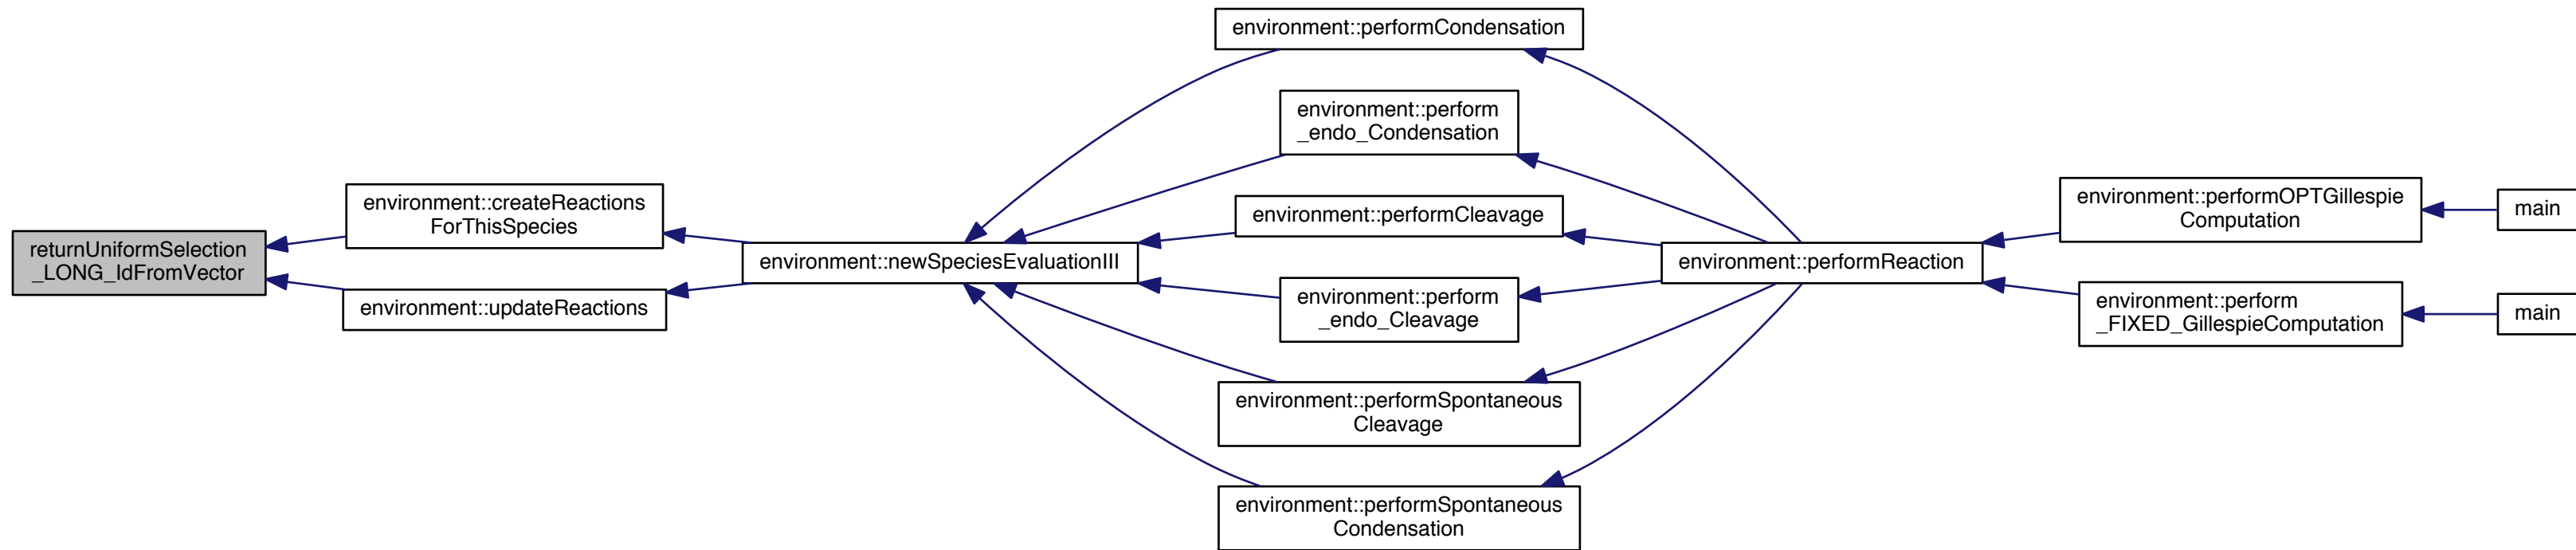 returnUniformSelection
_LONG_IdFromVector
environment::createReactions
ForThisSpecies
environment::updateReactions
environment::newSpeciesEvaluationIII
environment::performCondensation
environment::perform
_endo_Condensation
environment::performCleavage
environment::perform
_endo_Cleavage
environment::performSpontaneous
Cleavage
environment::performSpontaneous
Condensation
environment::performReaction
environment::performOPTGillespie
Computation
environment::perform
_FIXED_GillespieComputation
main
main